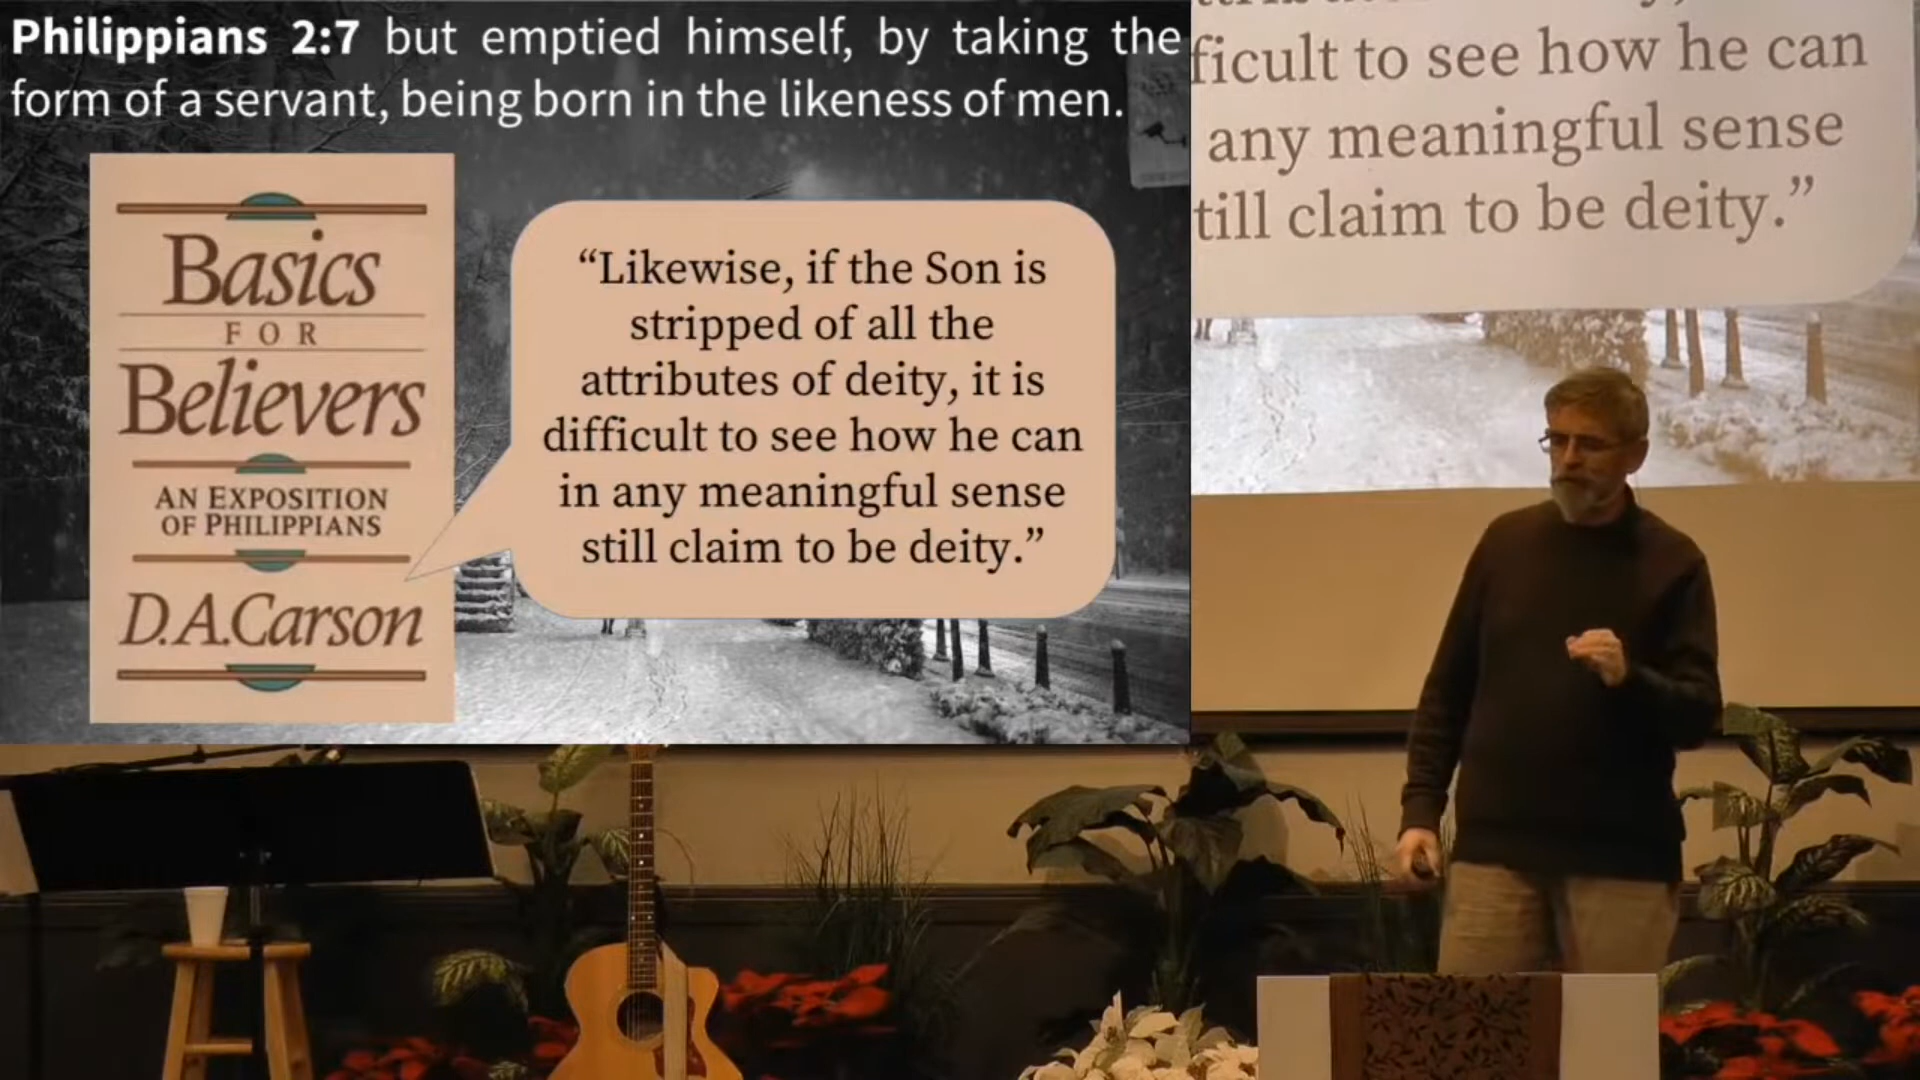 Philippians 2:7 but emptied himself, by taking the
form of a servant, being born in the likeness of men.
Basics
FOR
Believers
AN EXPOSITION
OF PHILIPPIANS
D.A.Carson
“Likewise, if the Son is
stripped of all the
attributes of deity, it is
difficult to see how he can
in any meaningful sense
still claim to be deity.”
ficult to see how he can
any meaningful sense
till claim to be deity.”